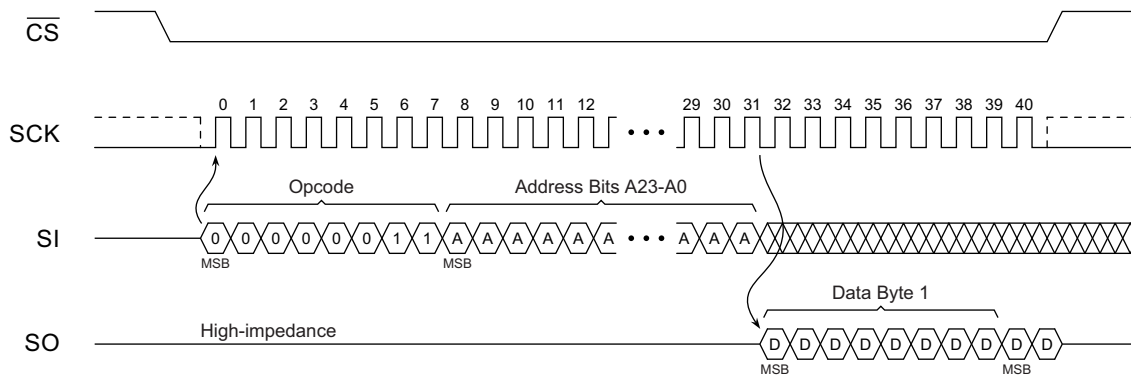 CS
0 1 2 3 4 5 6 7 8 9 10 11 12 29 30 31 32 33 34 35 36 37 38 39 40
SCK
Opcode Address Bits A23-A0
SI 0 0 0 0 0 0 1 1 A A A A A A A A A
MSB MSB
Data Byte 1
High-impedance
SO D D D D D D D D D D
MSB MSB